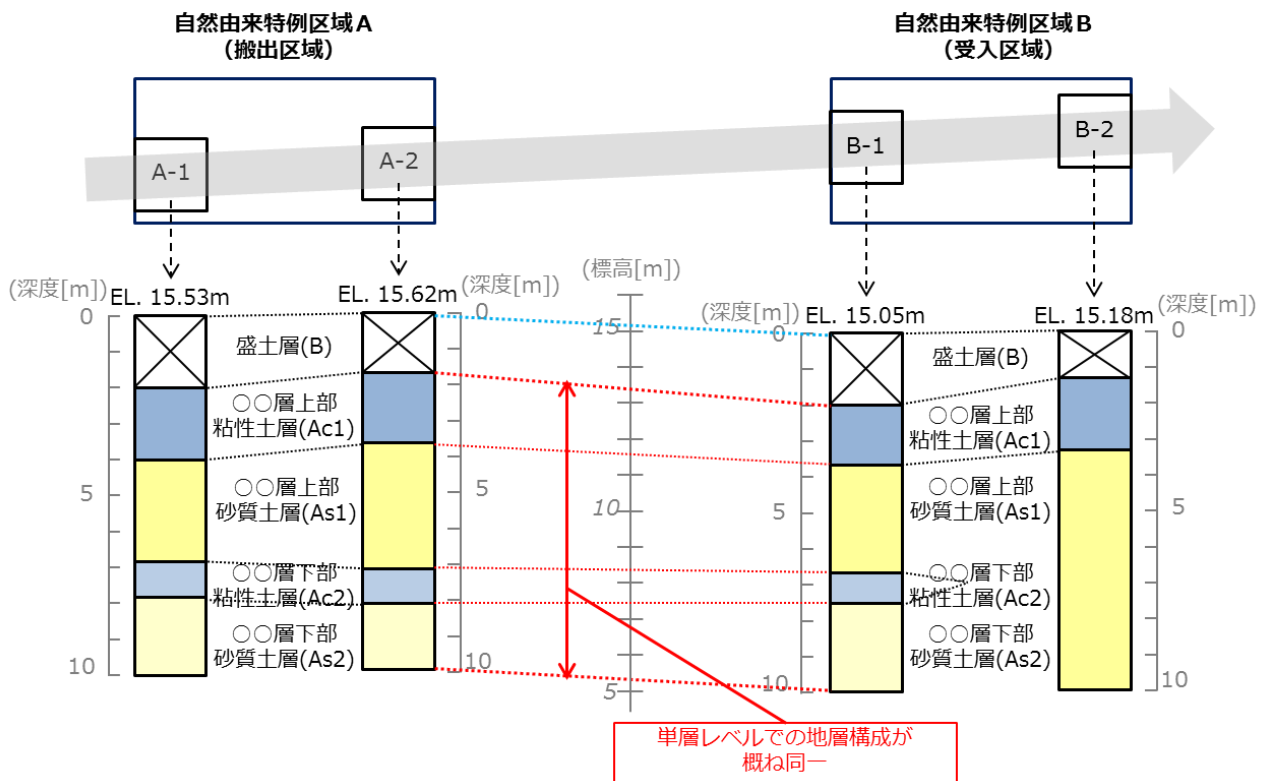 自然由来特例区域A
(搬出区域)
自然由来特例区域B
(受入区域)
A-1
A-2
B-1
B-2
(深度[m])
EL. 15.53m
EL. 15.62m
(深度[m])
(標高[m])
(深度[m])
EL. 15.05m
EL. 15.18m
(深度[m])
0
5
10
盛土層(B)
○○層上部
粘性土層(Ac1)
○○層上部
砂質土層(As1)
○○層下部
粘性土層(Ac2)
○○層下部
砂質土層(As2)
0
5
10
15
10
5
0
5
10
盛土層(B)
○○層上部
粘性土層(Ac1)
○○層上部
砂質土層(As1)
○○層下部
粘性土層(Ac2)
○○層下部
砂質土層(As2)
0
5
10
単層レベルでの地層構成が
概ね同一